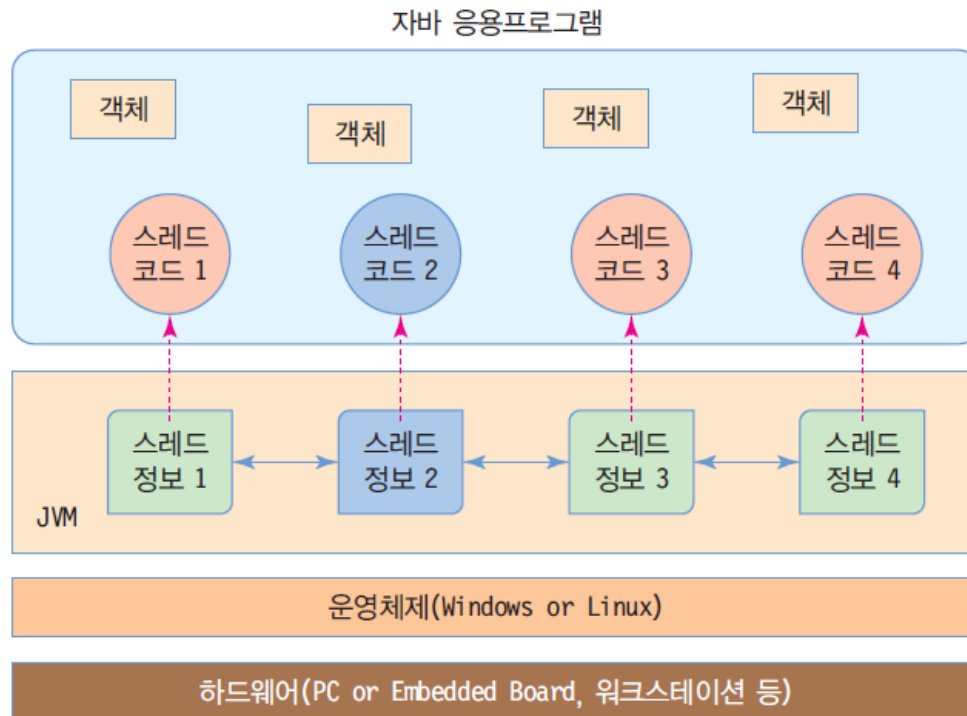 자바 응용프로그램
객체
객체
객체
객체
스레드
코드 1
스레드
코드 2
스레드
코드 3
스레드
코드 4
스레드
정보 1
스레드
정보 2
스레드
정보 3
스레드
정보 4
JVM
운영체제(Windows or Linux)
하드웨어(PC or Embedded Board, 워크스테이션 등)